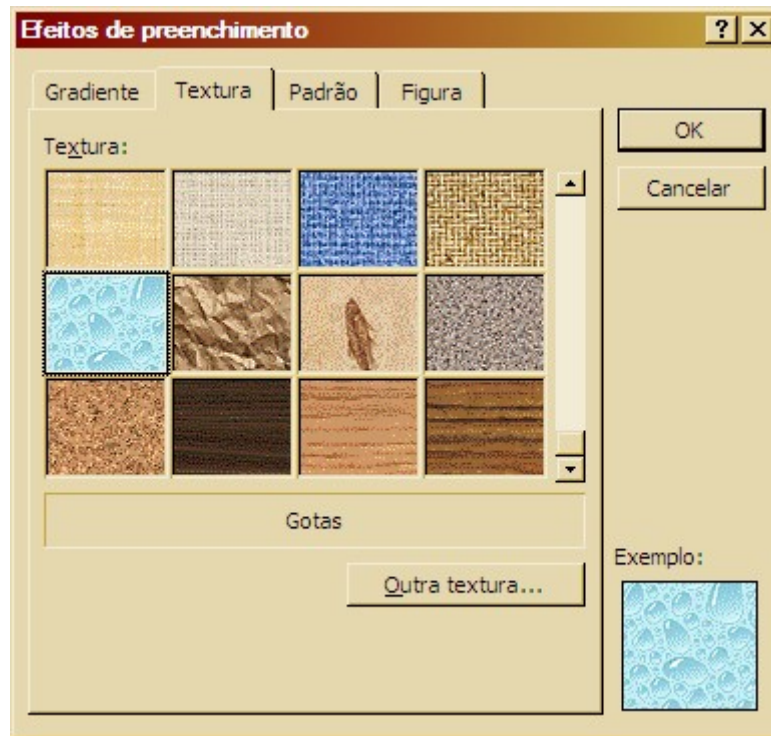 Efeitos de preenchimento
Gradiente Textura Padrão Figura
Textura:
OK
Cancelar
Gotas
Outra textura...
Exemplo: